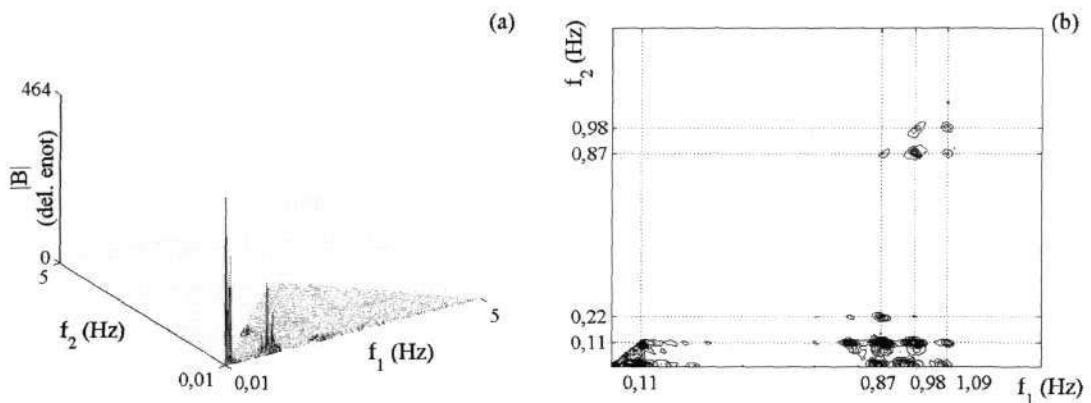 (a)
464
|B|
(del. enot)
0
5
f₂ (Hz)
0,01
0,01
f₁ (Hz)
5
(b)
f₂ (Hz)
0,98
0,87
0,22
0,11
0,11
0,87
0,98
1,09
f₁ (Hz)